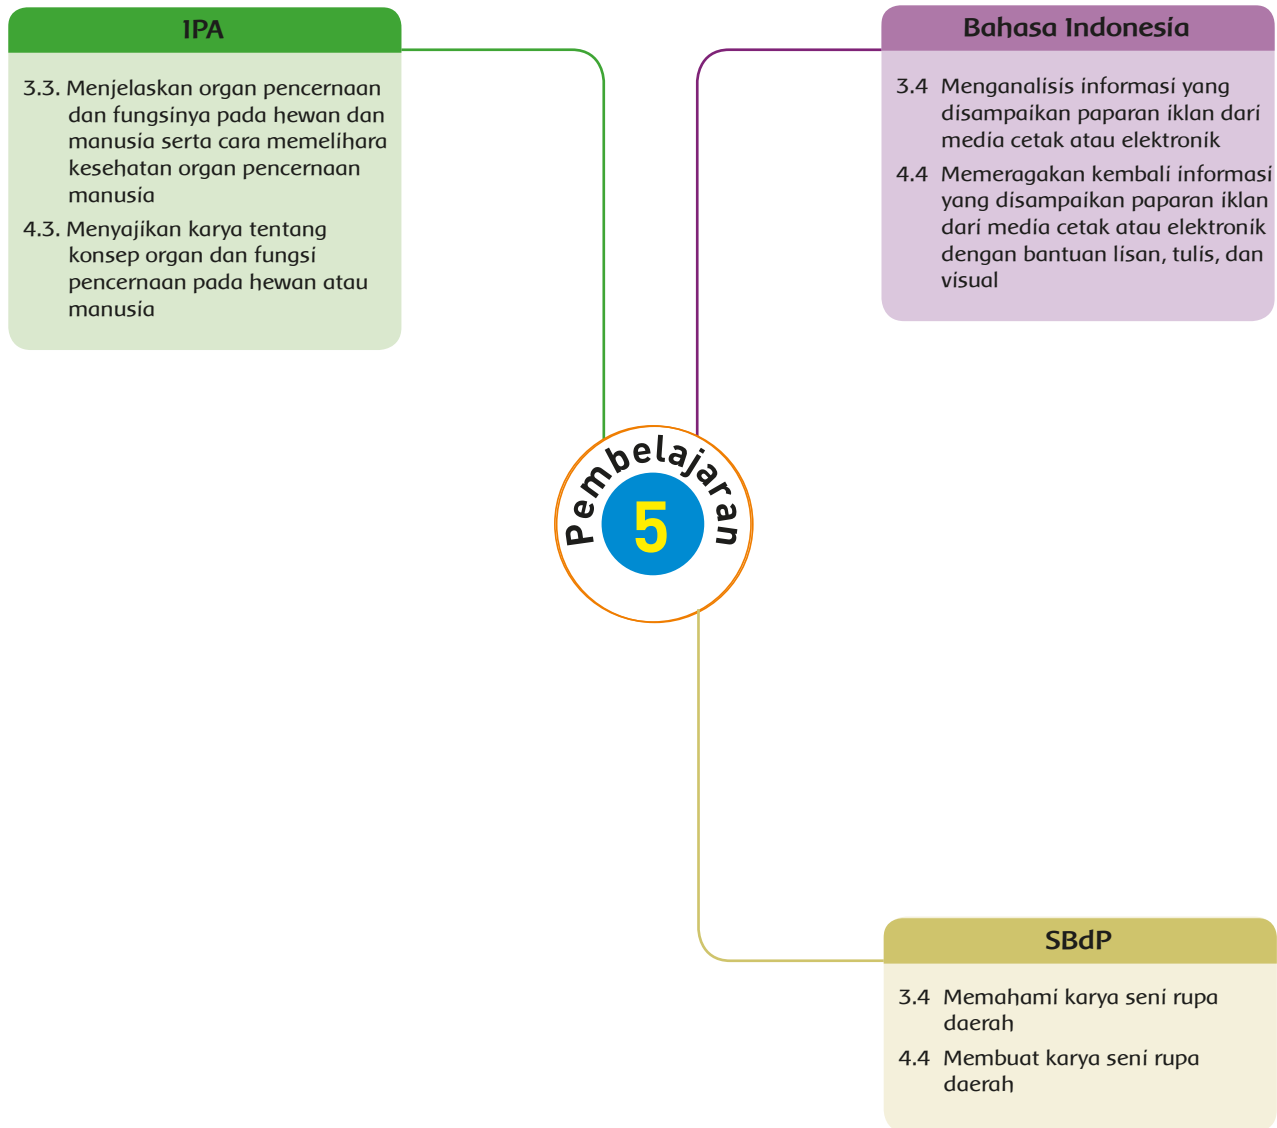 IPA
3.3. Menjelaskan organ pencernaan
dan fungsinya pada hewan dan
manusia serta cara memelihara
kesehatan organ pencernaan
manusia
4.3. Menyajikan karya tentang
konsep organ dan fungsi
pencernaan pada hewan atau
manusia
Bahasa Indonesia
3.4 Menganalisis informasi yang
disampaikan paparan iklan dari
media cetak atau elektronik
4.4 Memeragakan kembali informasi
yang disampaikan paparan iklan
dari media cetak atau elektronik
dengan bantuan lisan, tulis, dan
visual
Pembelajaran
5
SBdP
3.4 Memahami karya seni rupa
daerah
4.4 Membuat karya seni rupa
daerah